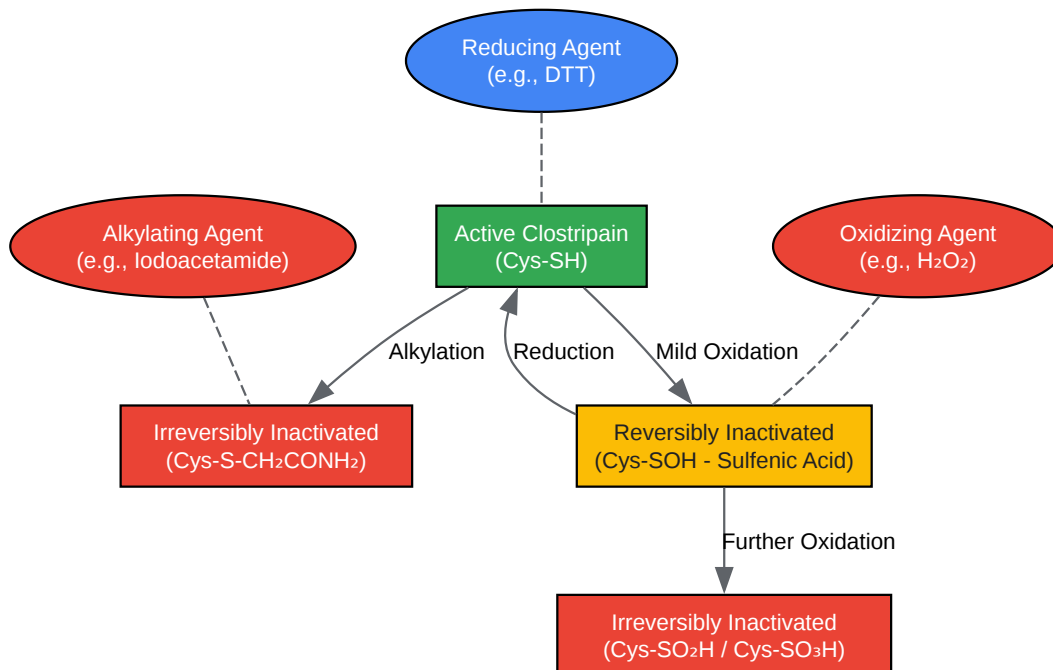 Reducing Agent
(e.g., DTT)
Alkylating Agent
(e.g., Iodoacetamide)
Active Clostripain
(Cys-SH)
Oxidizing Agent
(e.g., H₂O₂)
Alkylation
Reduction
Mild Oxidation
Irreversibly Inactivated
(Cys-S-CH₂CONH₂)
Reversibly Inactivated
(Cys-SOH - Sulfenic Acid)
Further Oxidation
Irreversibly Inactivated
(Cys-SO₂H / Cys-SO₃H)